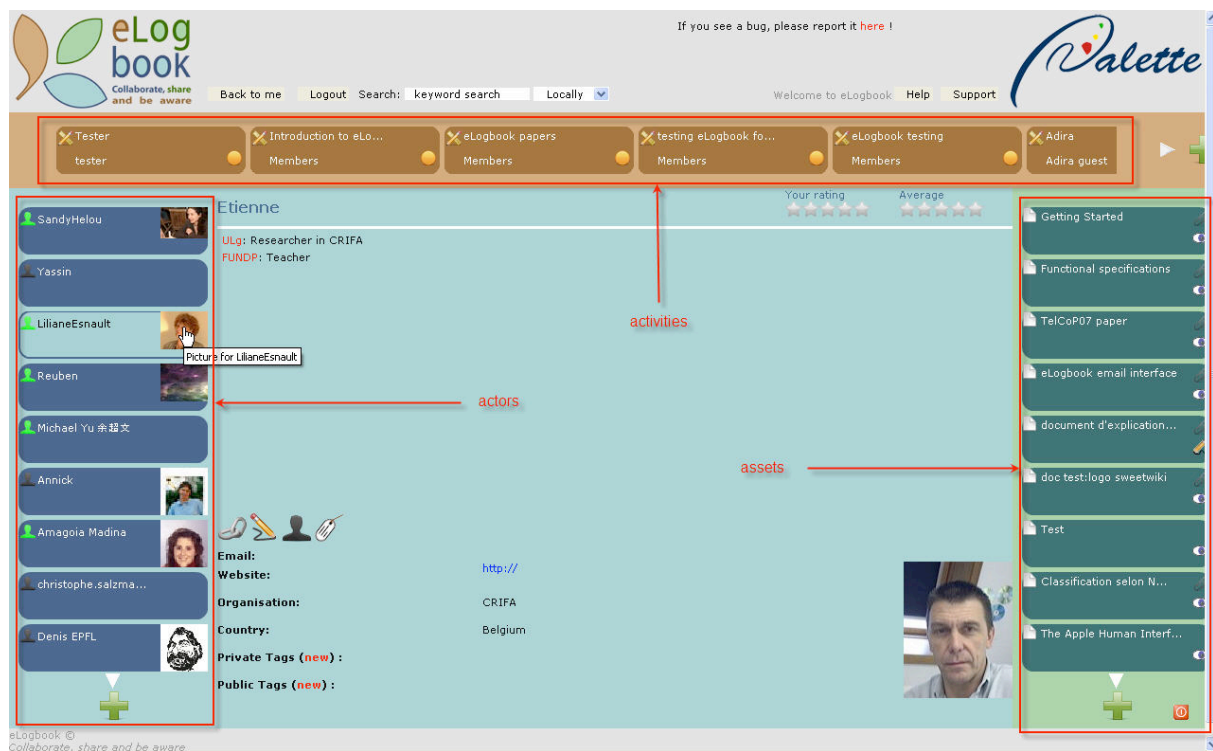 eLog
book
Collaborate, share
and be aware
If you see a bug, please report it here !
Palette
Back to me Logout Search: keyword search Locally Welcome to eLogbook Help Support
Tester Introduction to eLo... eLogbook papers testing eLogbook fo... eLogbook testing Adira
tester Members Members Members Members Adira guest
Etienne
Your rating Average
ULg: Researcher in CRIFA
FUNDP: Teacher
SandyHelou
Yassin
LilianeEsnault
Picture for LilianeEsnault
Reuben
Michael Yu 余超文
Annick
Amagoia Madina
christophe.salzma...
Denis EPFL
activities
actors
assets
Getting Started
Functional specifications
TelCoP07 paper
eLogbook email interface
document d'explication...
doc test:logo sweetwiki
Test
Classification selon N...
The Apple Human Interf...
Email:
Website: http://
Organisation: CRIFA
Country: Belgium
Private Tags (new) :
Public Tags (new) :
eLogbook ©
Collaborate, share and be aware